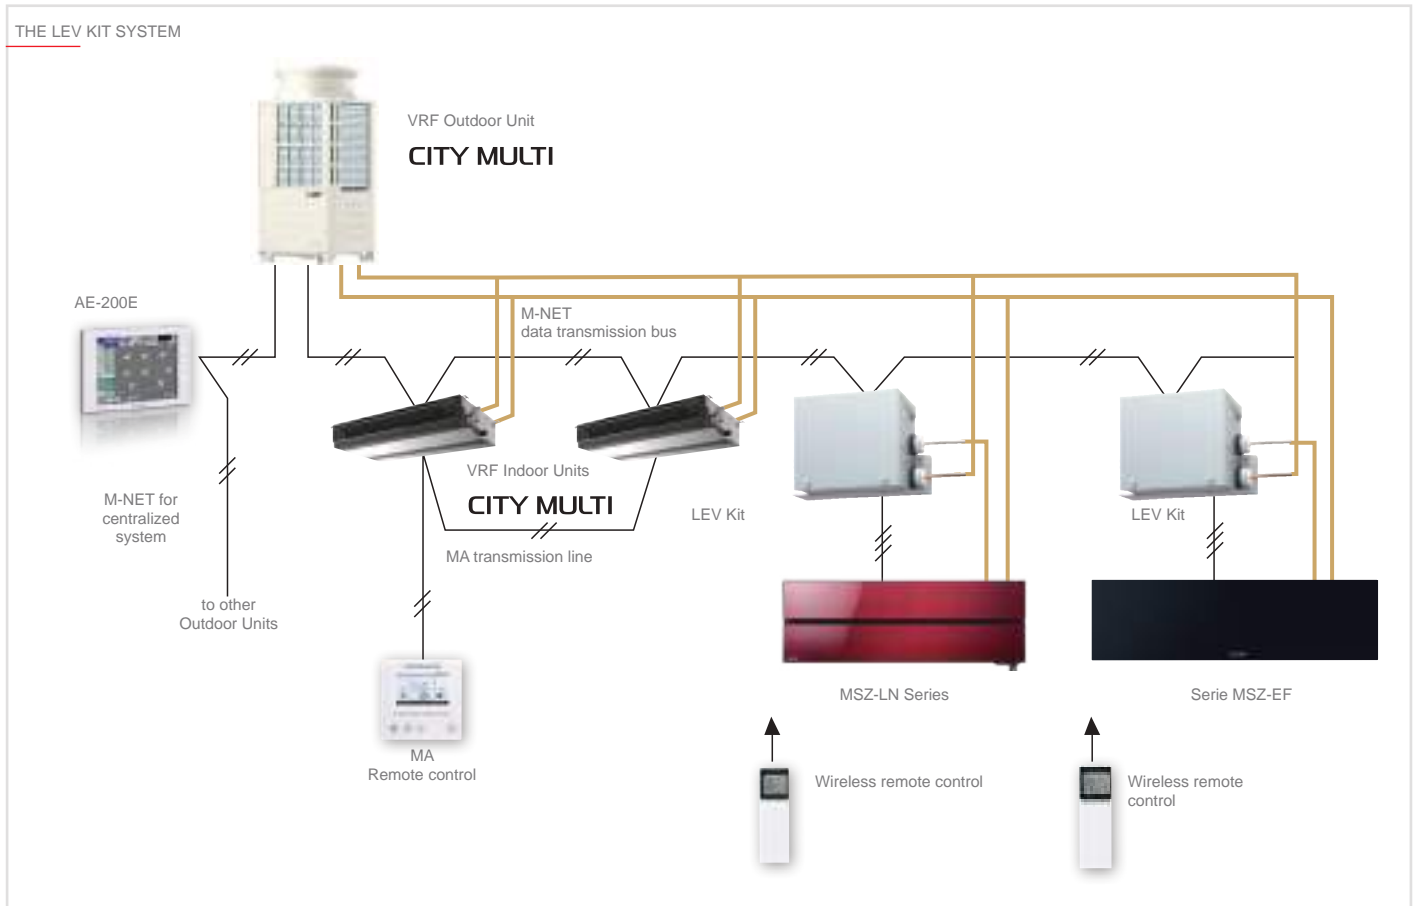 THE LEV KIT SYSTEM
VRF Outdoor Unit
CITY MULTI
AE-200E
M-NET
data transmission bus
VRF Indoor Units
CITY MULTI
M-NET for
centralized
system
LEV Kit
LEV Kit
MA transmission line
to other
Outdoor Units
MSZ-LN Series
Serie MSZ-EF
MA
Remote control
Wireless remote control
Wireless remote
control